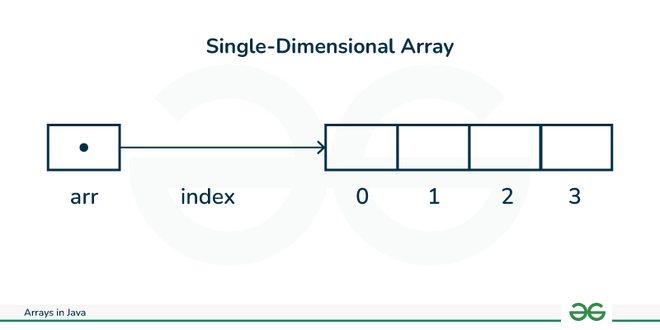 Single-Dimensional Array
arr index 0 1 2 3
Arrays in Java